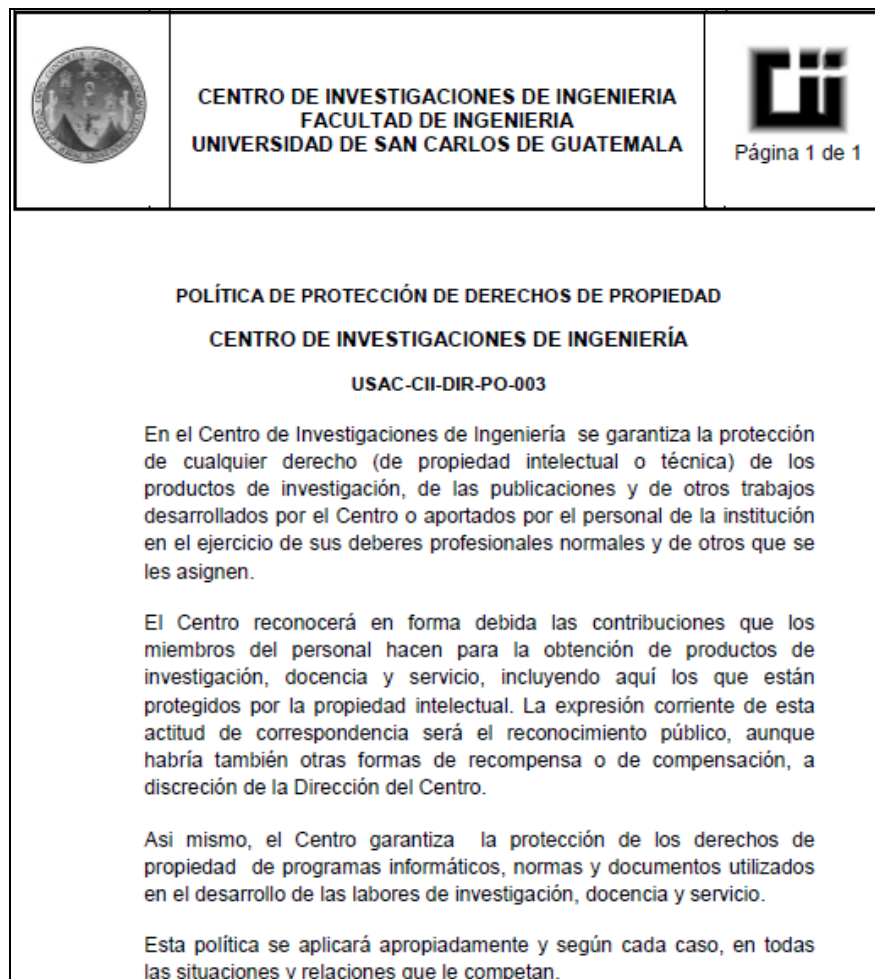 CENTRO DE INVESTIGACIONES DE INGENIERIA
FACULTAD DE INGENIERIA
UNIVERSIDAD DE SAN CARLOS DE GUATEMALA
cii
Página 1 de 1
POLÍTICA DE PROTECCIÓN DE DERECHOS DE PROPIEDAD
CENTRO DE INVESTIGACIONES DE INGENIERÍA
USAC-CII-DIR-PO-003
En el Centro de Investigaciones de Ingeniería se garantiza la protección
de cualquier derecho (de propiedad intelectual o técnica) de los
productos de investigación, de las publicaciones y de otros trabajos
desarrollados por el Centro o aportados por el personal de la institución
en el ejercicio de sus deberes profesionales normales y de otros que se
les asignen.
El Centro reconocerá en forma debida las contribuciones que los
miembros del personal hacen para la obtención de productos de
investigación, docencia y servicio, incluyendo aquí los que están
protegidos por la propiedad intelectual. La expresión corriente de esta
actitud de correspondencia será el reconocimiento público, aunque
habría también otras formas de recompensa o de compensación, a
discreción de la Dirección del Centro.
Asi mismo, el Centro garantiza la protección de los derechos de
propiedad de programas informáticos, normas y documentos utilizados
en el desarrollo de las labores de investigación, docencia y servicio.
Esta política se aplicará apropiadamente y según cada caso, en todas
las situaciones y relaciones que le competan.